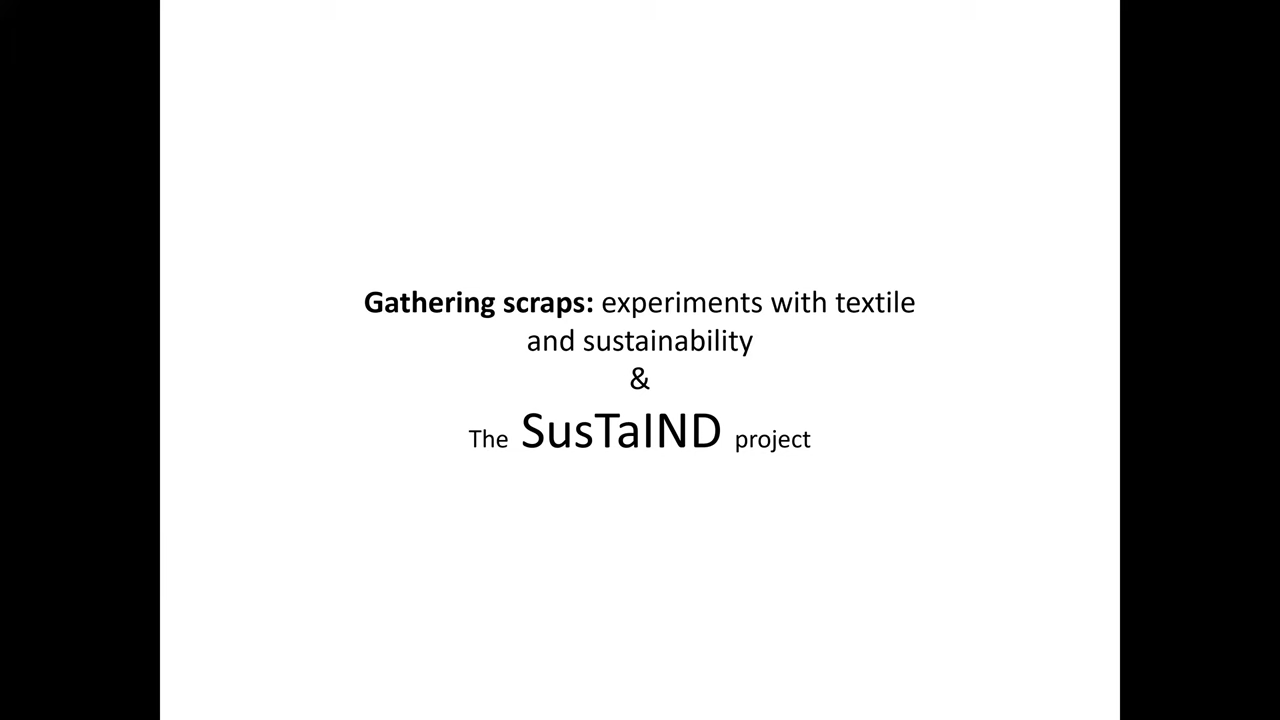 Gathering scraps: experiments with textile
and sustainability
&
The SusTaIND project